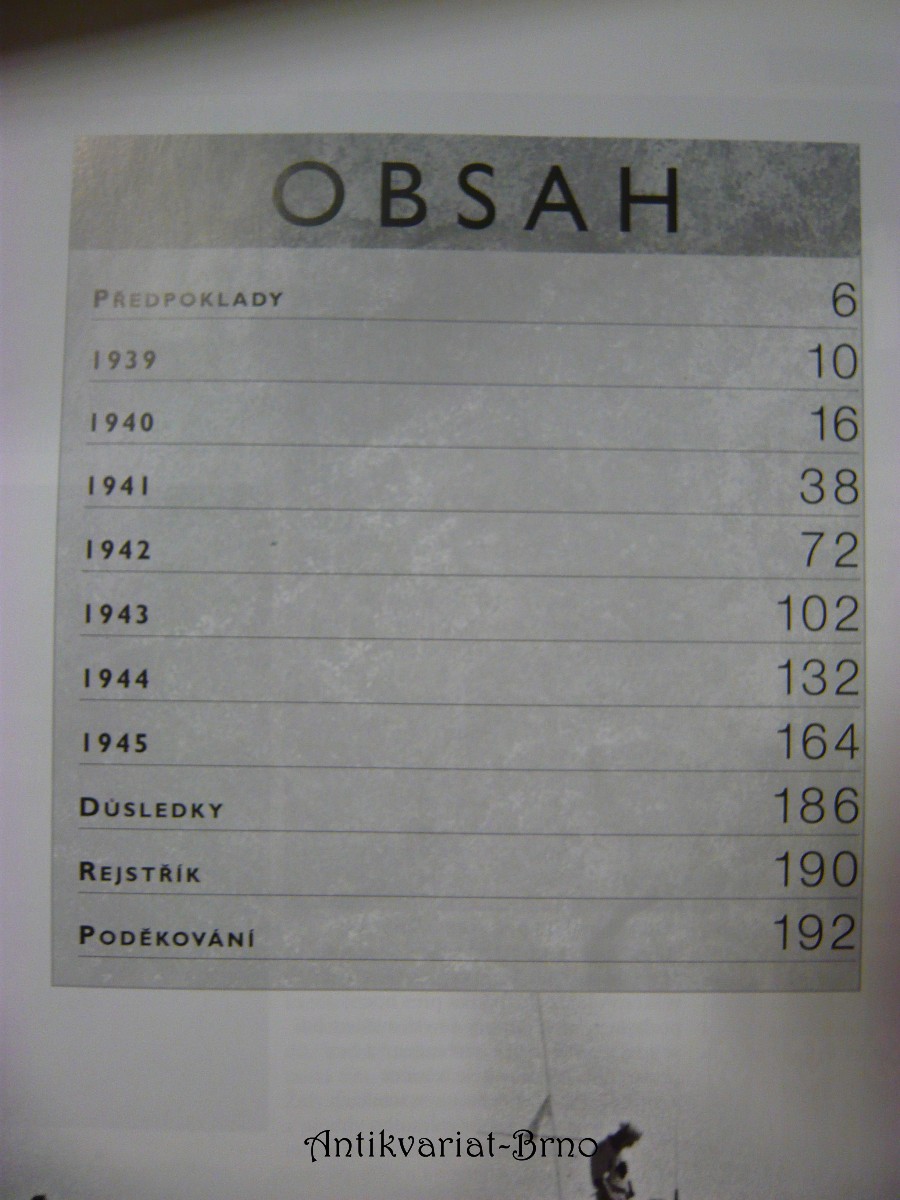 OBSAH
PŘEDPOKLADY 6
1939 10
1940 16
1941 38
1942 72
1943 102
1944 132
1945 164
DŮSLEDKY 186
REJSTŘÍK 190
PODĚKOVÁNÍ 192
Antikvariat-Brno